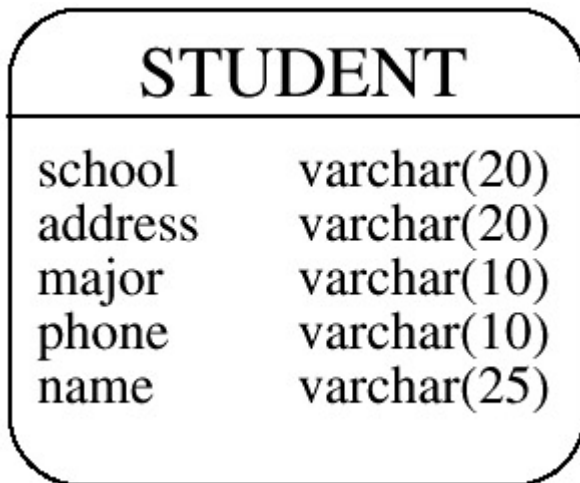 STUDENT
school varchar(20)
address varchar(20)
major varchar(10)
phone varchar(10)
name varchar(25)